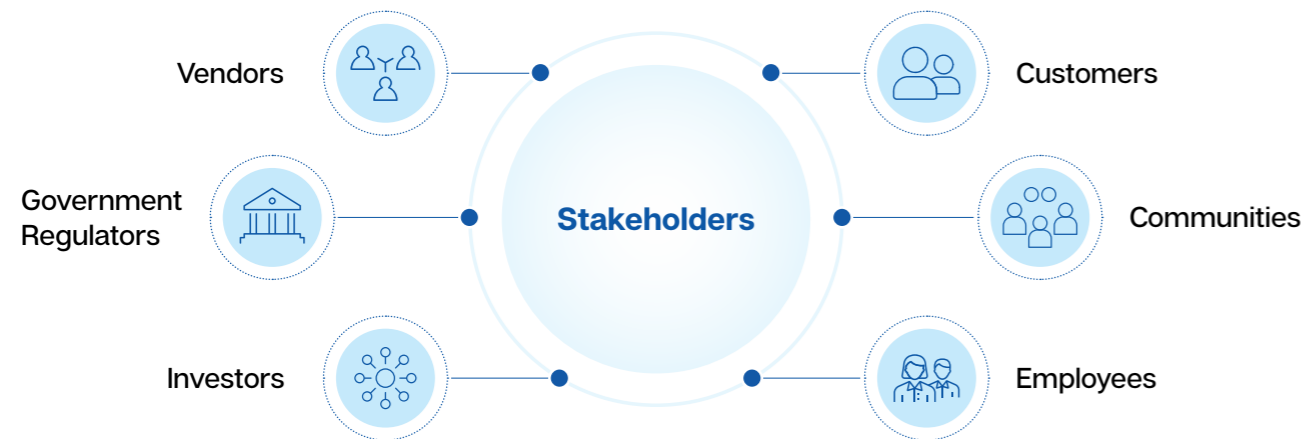 Vendors
Customers
Government
Regulators
Stakeholders
Communities
Investors
Employees